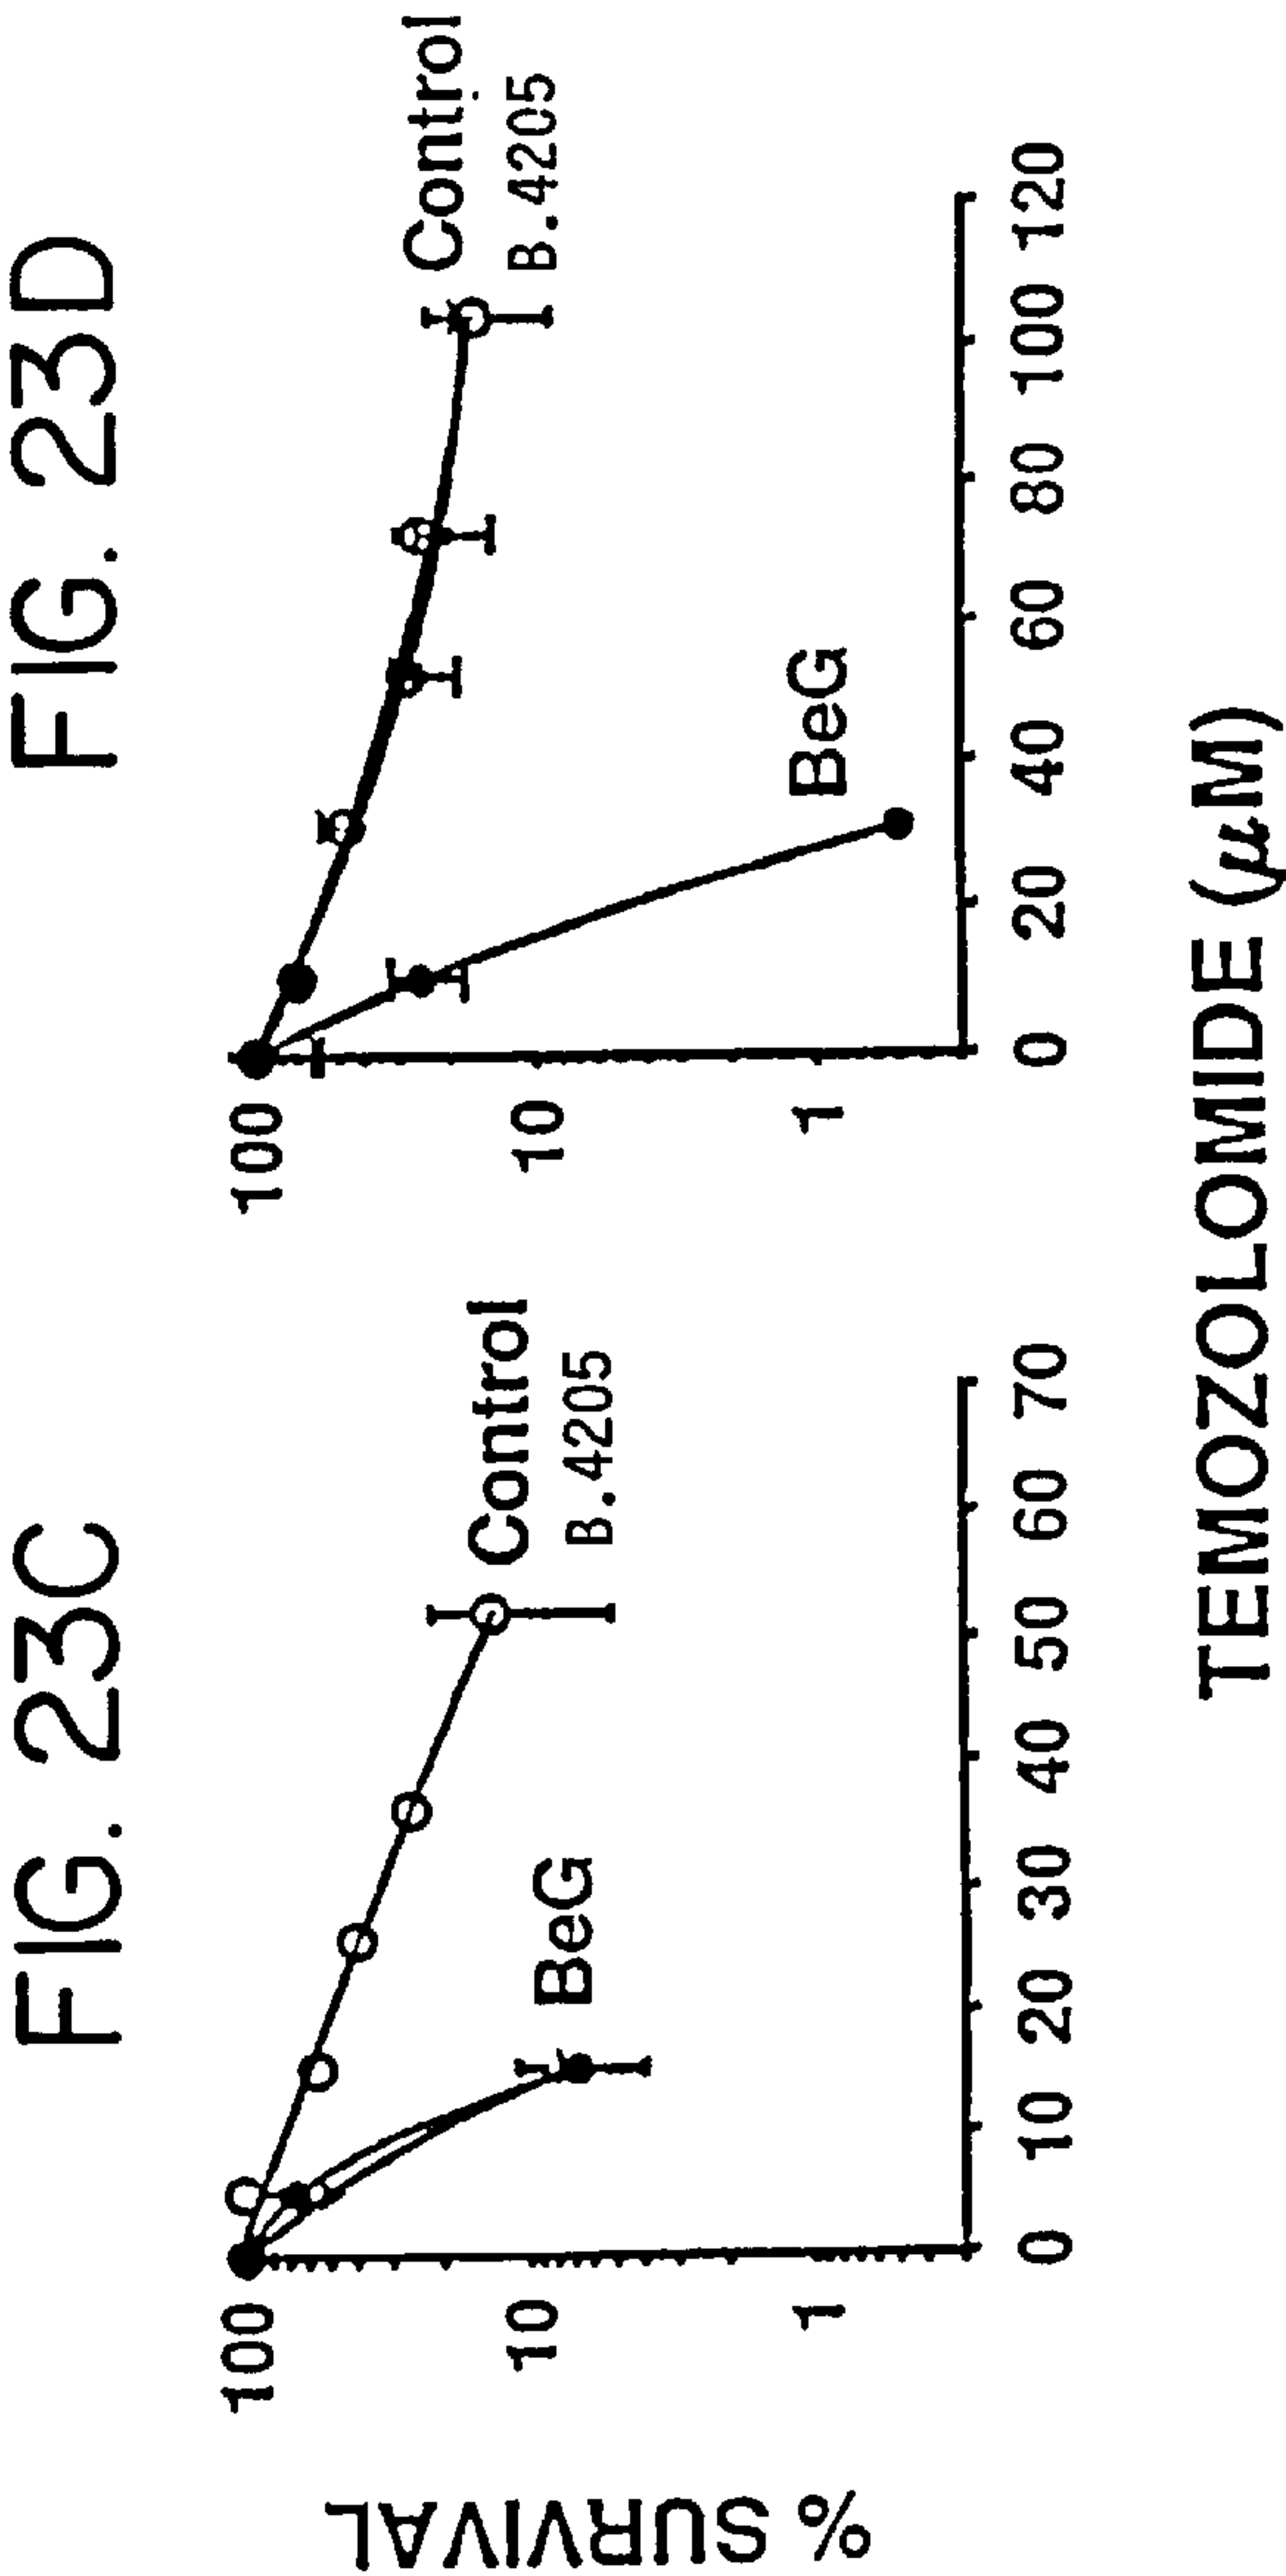 FIG. 23C
% SURVIVAL
100
10
1
Control
B.4205
BeG
0 10 20 30 40 50 60 70
FIG. 23D
100
10
1
Control
B.4205
BeG
0 20 40 60 80 100 120
TEMOZOLOMIDE (μM)